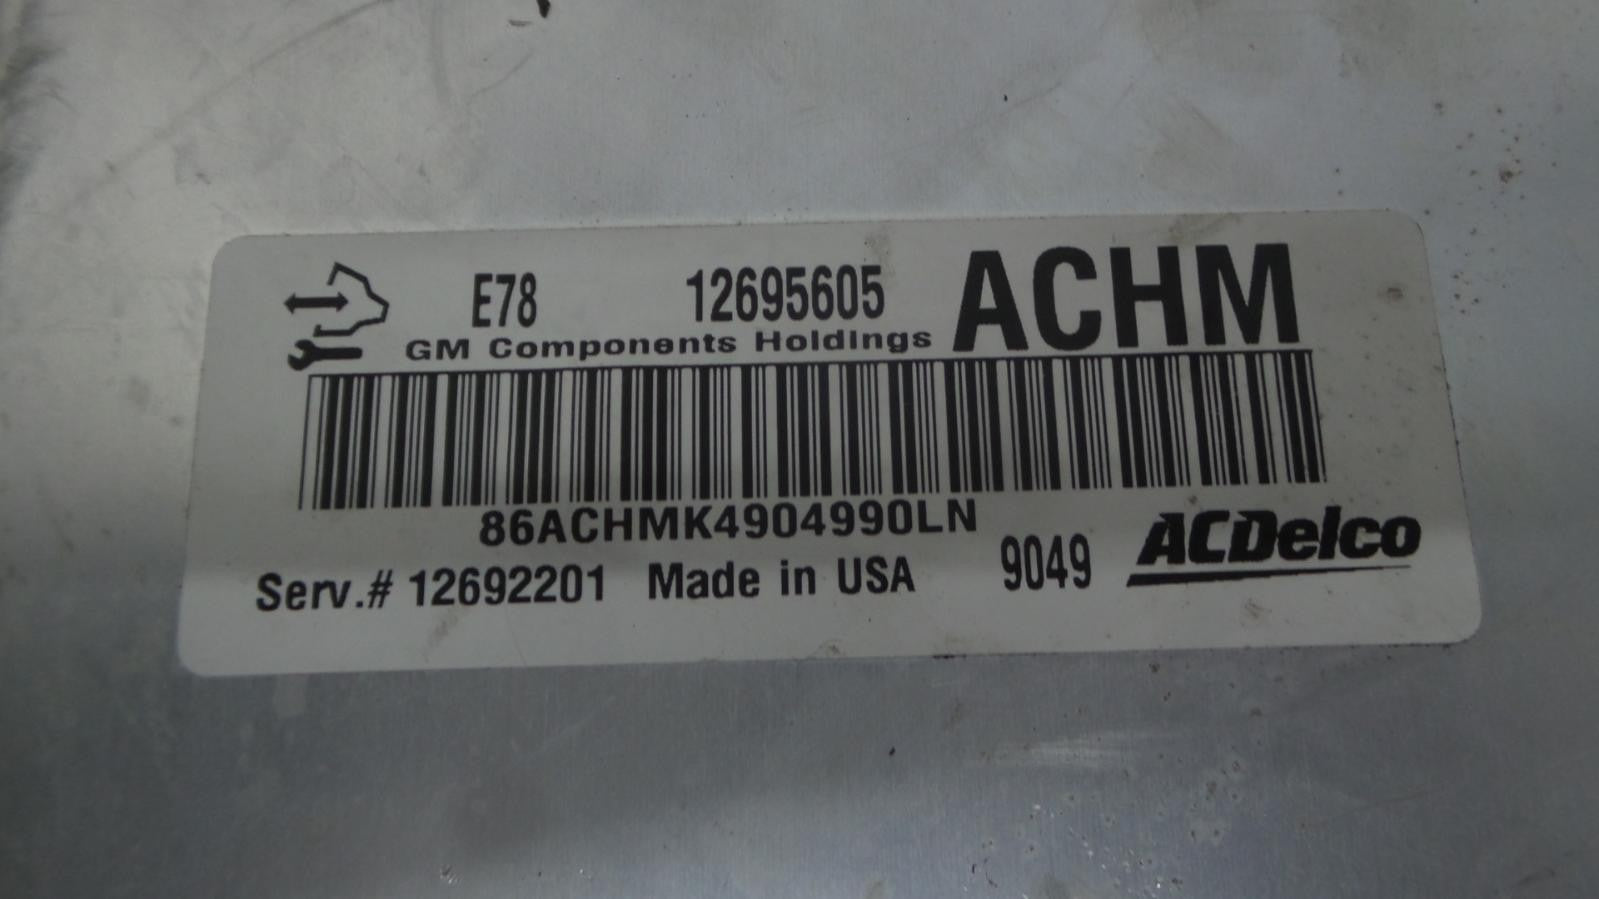 E78 12695605 ACHM
GM Components Holdings
86ACHMK4904990LN
Serv.# 12692201 Made in USA 9049 ACDelco